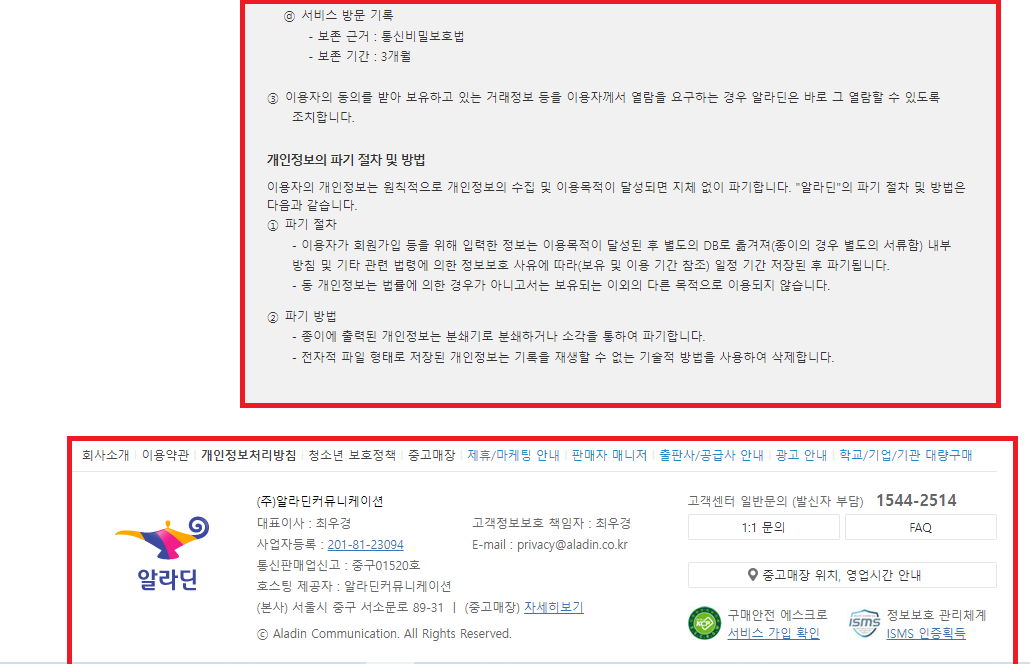 ⓓ 서비스 방문 기록
- 보존 근거 : 통신비밀보호법
- 보존 기간 : 3개월
③ 이용자의 동의를 받아 보유하고 있는 거래정보 등을 이용자께서 열람을 요구하는 경우 알라딘은 바로 그 열람할 수 있도록
조치합니다.
개인정보의 파기 절차 및 방법
이용자의 개인정보는 원칙적으로 개인정보의 수집 및 이용목적이 달성되면 지체 없이 파기합니다. "알라딘"의 파기 절차 및 방법은
다음과 같습니다.
① 파기 절차
- 이용자가 회원가입 등을 위해 입력한 정보는 이용목적이 달성된 후 별도의 DB로 옮겨져(종이의 경우 별도의 서류함) 내부
방침 및 기타 관련 법령에 의한 정보보호 사유에 따라(보유 및 이용 기간 참조) 일정 기간 저장된 후 파기됩니다.
- 동 개인정보는 법률에 의한 경우가 아니고서는 보유되는 이외의 다른 목적으로 이용되지 않습니다.
② 파기 방법
- 종이에 출력된 개인정보는 분쇄기로 분쇄하거나 소각을 통하여 파기합니다.
- 전자적 파일 형태로 저장된 개인정보는 기록을 재생할 수 없는 기술적 방법을 사용하여 삭제합니다.
회사소개 이용약관 개인정보처리방침 청소년 보호정책 중고매장 제휴/마케팅 안내 판매자 매니저 출판사/공급사 안내 광고 안내 학교/기업/기관 대량구매
알라딘
(주)알라딘커뮤니케이션
대표이사 : 최우경 고객정보보호 책임자 : 최우경
사업자등록 : 201-81-23094 E-mail : privacy@aladin.co.kr
통신판매업신고 : 중구01520호
호스팅 제공자 : 알라딘커뮤니케이션
(본사) 서울시 중구 서소문로 89-31 | (중고매장) 자세히보기
ⓒ Aladin Communication. All Rights Reserved.
고객센터 일반문의 (발신자 부담) 1544-2514
1:1 문의 FAQ
중고매장 위치, 영업시간 안내
KCP 구매안전 에스크로
서비스 가입 확인
isms 정보보호 관리체계
ISMS 인증획득